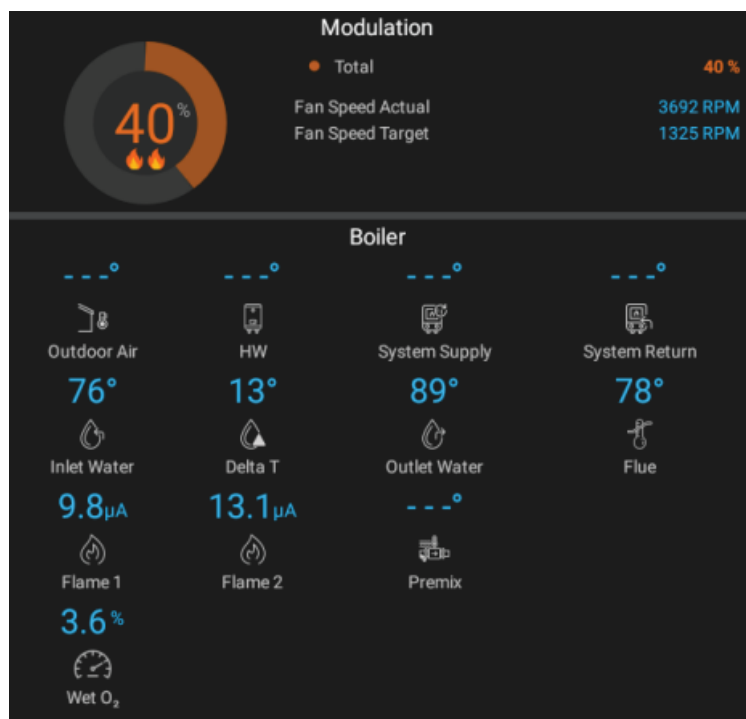 Modulation
Total 40 %
40%
Fan Speed Actual 3692 RPM
Fan Speed Target 1325 RPM
Boiler
- - -° - - -° - - -° - - -°
Outdoor Air HW System Supply System Return
76° 13° 89° 78°
Inlet Water Delta T Outlet Water Flue
9.8µA 13.1µA - - -°
Flame 1 Flame 2 Premix
3.6 %
Wet O₂